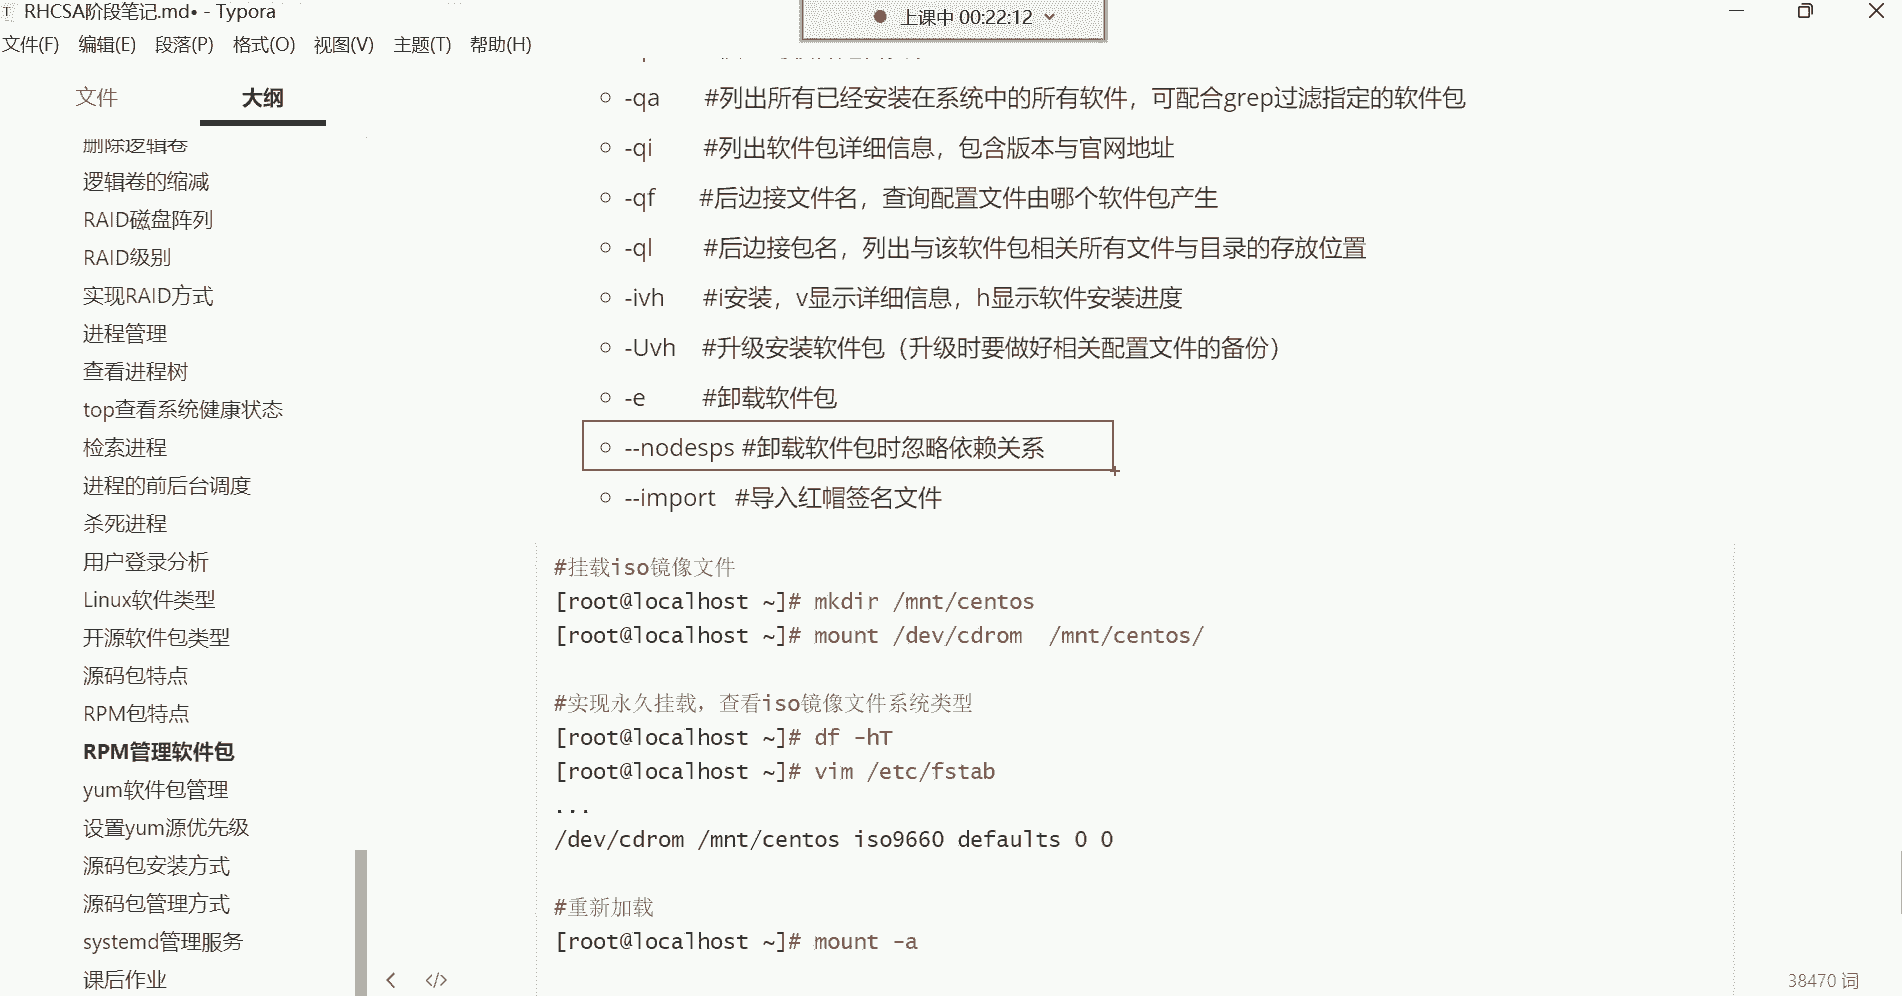 RHCSA阶段笔记.md• - Typora
上课中 00:22:12
文件(F) 编辑(E) 段落(P) 格式(O) 视图(V) 主题(T) 帮助(H)
文件 大纲
删除逻辑卷
逻辑卷的缩减
RAID磁盘阵列
RAID级别
实现RAID方式
进程管理
查看进程树
top查看系统健康状态
检索进程
进程的前后台调度
杀死进程
用户登录分析
Linux软件类型
开源软件包类型
源码包特点
RPM包特点
RPM管理软件包
yum软件包管理
设置yum源优先级
源码包安装方式
源码包管理方式
systemd管理服务
课后作业
-qa #列出所有已经安装在系统中的所有软件，可配合grep过滤指定的软件包
-qi #列出软件包详细信息，包含版本与官网地址
-qf #后边接文件名，查询配置文件由哪个软件包产生
-ql #后边接包名，列出与该软件包相关所有文件与目录的存放位置
-ivh #i安装，v显示详细信息，h显示软件安装进度
-Uvh #升级安装软件包（升级时要做好相关配置文件的备份）
-e #卸载软件包
--nodesps #卸载软件包时忽略依赖关系
--import #导入红帽签名文件
#挂载iso镜像文件
[root@localhost ~]# mkdir /mnt/centos
[root@localhost ~]# mount /dev/cdrom /mnt/centos/
#实现永久挂载，查看iso镜像文件系统类型
[root@localhost ~]# df -hT
[root@localhost ~]# vim /etc/fstab
...
/dev/cdrom /mnt/centos iso9660 defaults 0 0
#重新加载
[root@localhost ~]# mount -a
38470 词